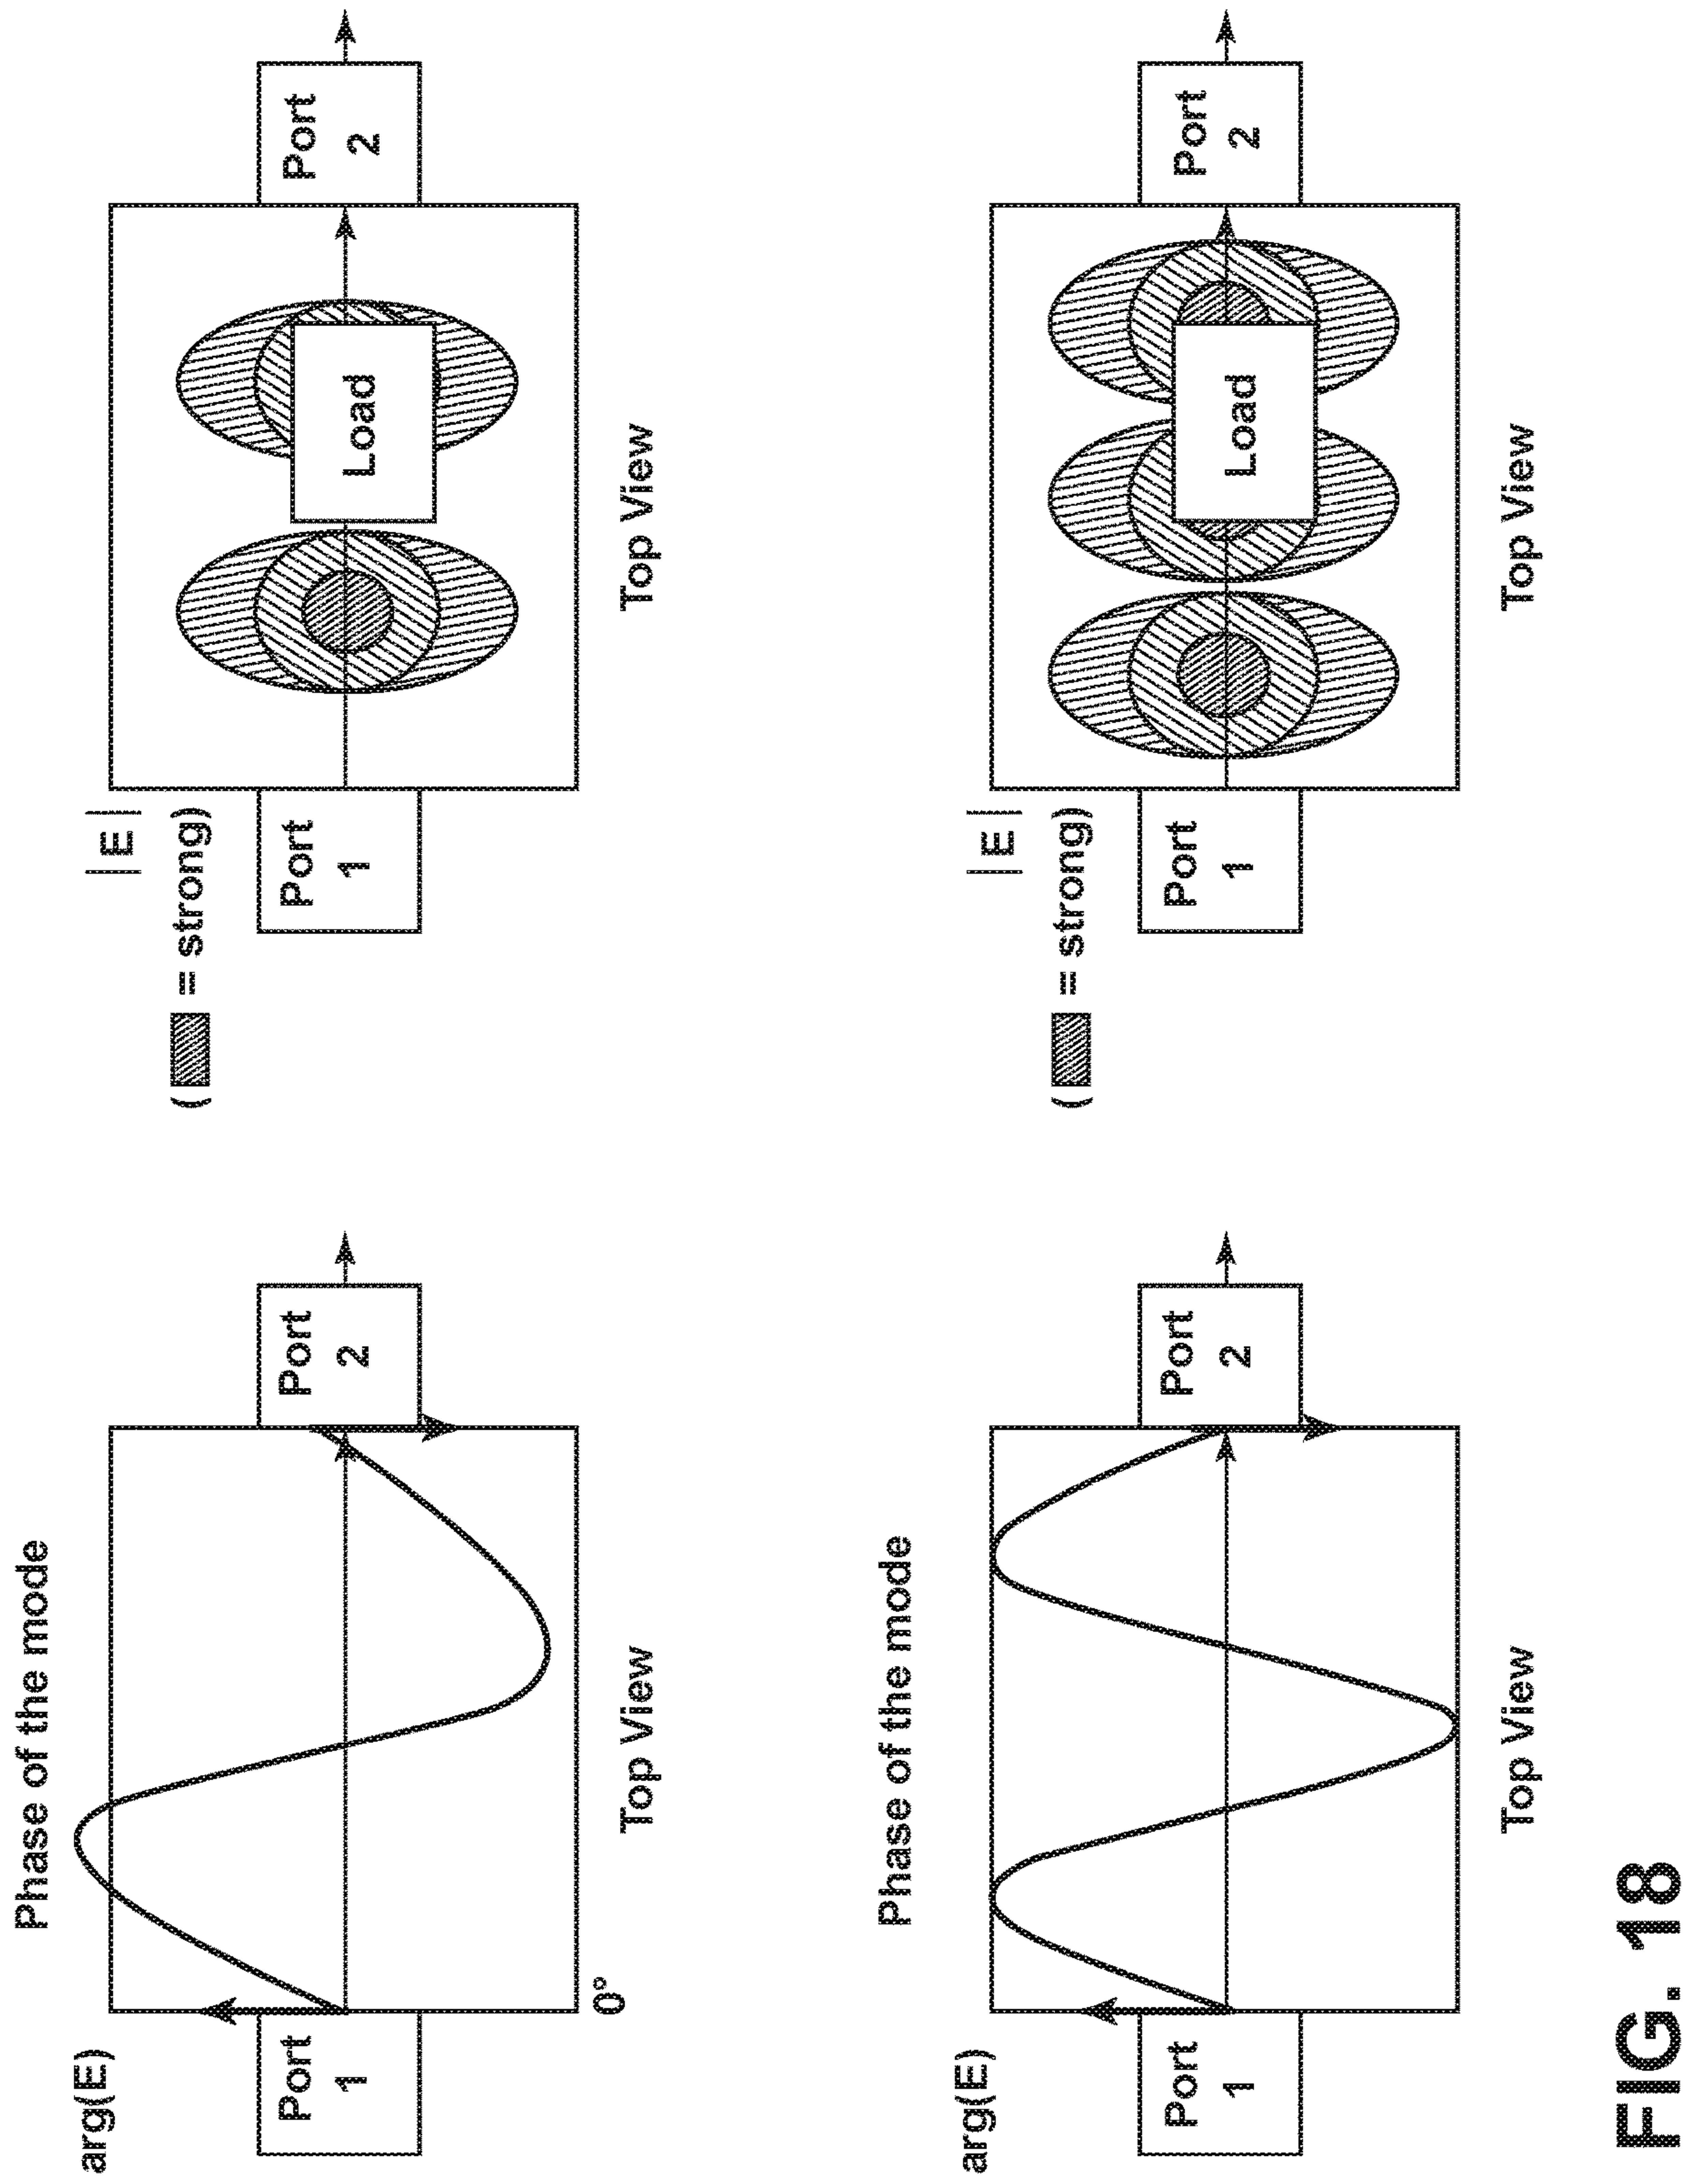 Phase of the mode
arg(E)
Port
1
Port
2
0°
Top View
|E|
( = strong)
Port
1
Load
Port
2
Top View
Phase of the mode
arg(E)
Port
1
Port
2
Top View
|E|
( = strong)
Port
1
Load
Port
2
Top View
FIG. 18